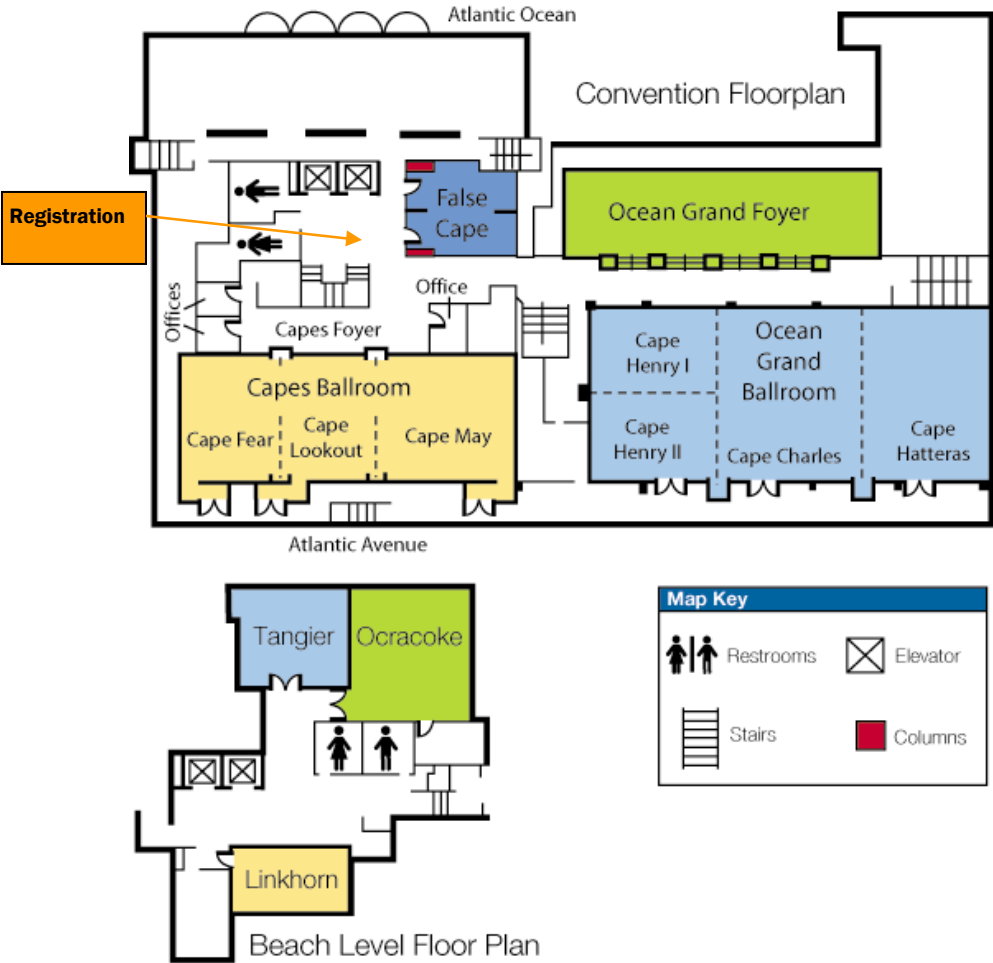 Atlantic Ocean
Convention Floorplan
Registration
False
Cape
Ocean Grand Foyer
Offices
Office
Capes Foyer
Capes Ballroom
Cape Fear
Cape
Lookout
Cape May
Cape
Henry I
Ocean
Grand
Ballroom
Cape
Henry II
Cape Charles
Cape
Hatteras
Atlantic Avenue
Tangier
Ocracoke
Linkhorn
Beach Level Floor Plan
Map Key
Restrooms
Elevator
Stairs
Columns